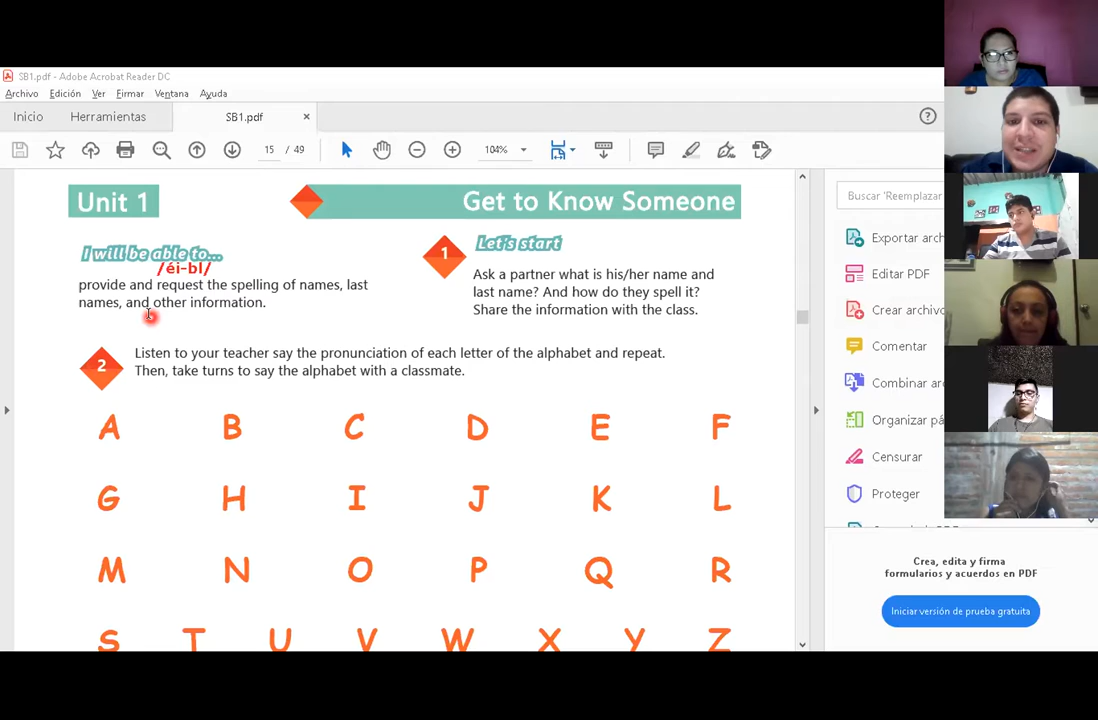 SB1.pdf - Adobe Acrobat Reader DC
Archivo Edición Ver Firmar Ventana Ayuda
Inicio Herramientas SB1.pdf ×
15 / 49 104%
Unit 1 Get to Know Someone
I will be able to...
/éi-bl/
provide and request the spelling of names, last
names, and other information.
1 Let's start
Ask a partner what is his/her name and
last name? And how do they spell it?
Share the information with the class.
2 Listen to your teacher say the pronunciation of each letter of the alphabet and repeat.
Then, take turns to say the alphabet with a classmate.
A B C D E F
G H I J K L
M N O P Q R
S T U V W X Y Z
Buscar 'Reemplazar
Exportar arch
Editar PDF
Crear archivo
Comentar
Combinar arc
Organizar pá
Censurar
Proteger
Crea, edita y firma
formularios y acuerdos en PDF
Iniciar versión de prueba gratuita